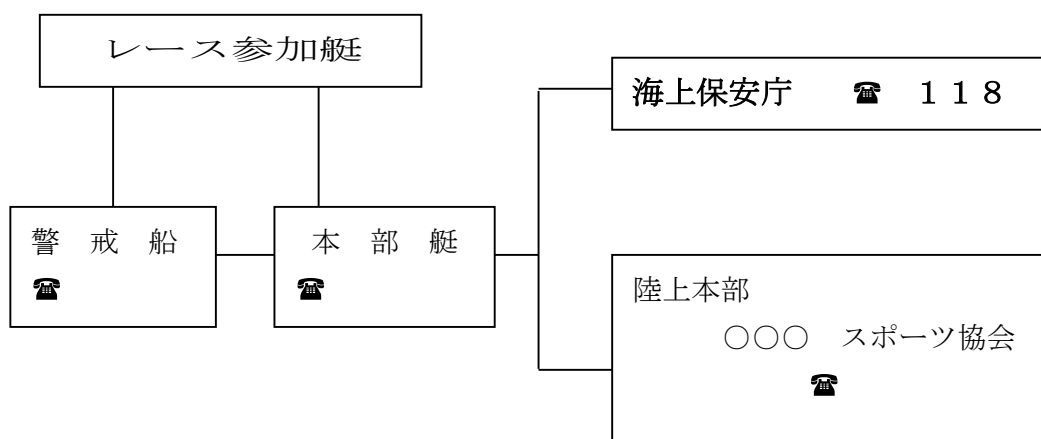 レース参加艇
海上保安庁　☎　１１８
警　戒　船
☎
本　部　艇
☎
陸上本部
○○○　スポーツ協会
☎